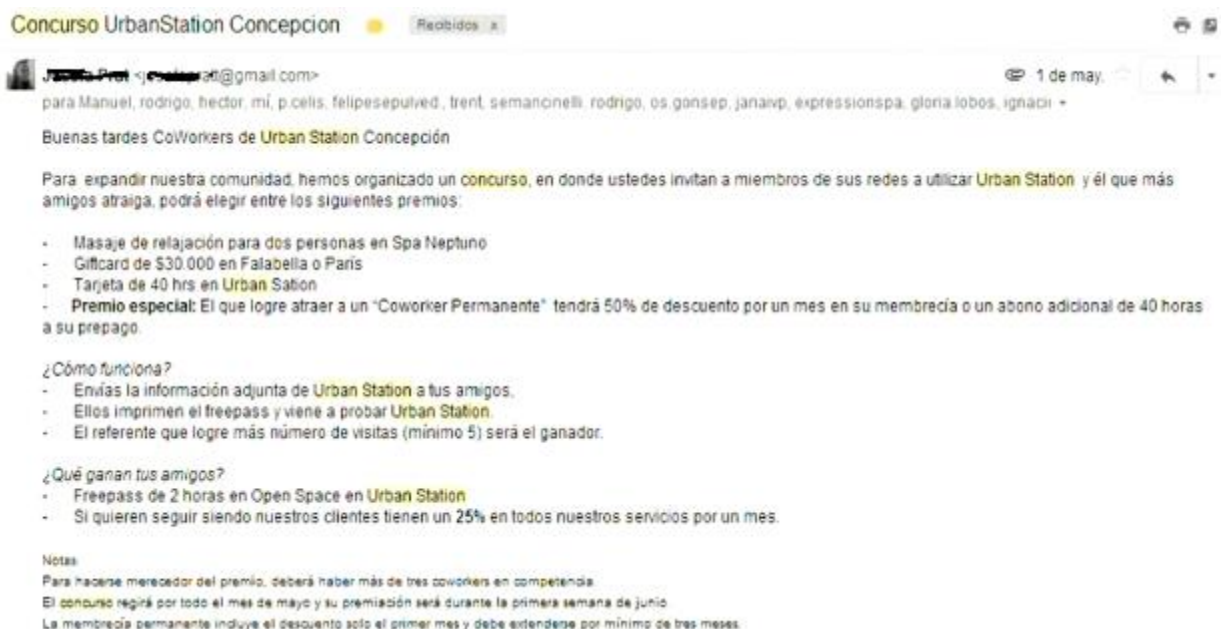 Concurso UrbanStation Concepcion Recibidos x
@gmail.com> 1 de may.
para Manuel, rodrigo, hector, mí, p.celis, felipesepulved., trent, semancinelli, rodrigo, os.gonsep, janaivp, expressionspa, gloria.lobos,
Buenas tardes CoWorkers de Urban Station Concepción
Para expandir nuestra comunidad, hemos organizado un concurso, en donde ustedes invitan a miembros de sus redes a utilizar Urban Station y él que más
amigos atraiga, podrá elegir entre los siguientes premios:
- Masaje de relajación para dos personas en Spa Neptuno
- Giftcard de $30.000 en Falabella o Paris
- Tarjeta de 40 hrs en Urban Sation
- Premio especial: El que logre atraer a un "Coworker Permanente" tendrá 50% de descuento por un mes en su membrecía o un abono adicional de 40 horas
a su prepago.
¿Cómo funciona?
- Envías la información adjunta de Urban Station a tus amigos.
- Ellos imprimen el freepass y viene a probar Urban Station.
- El referente que logre más número de visitas (mínimo 5) será el ganador.
¿Qué ganan tus amigos?
- Freepass de 2 horas en Open Space en Urban Station
- Si quieren seguir siendo nuestros clientes tienen un 25% en todos nuestros servicios por un mes.
Notas
Para hacerse merecedor del premio, deberá haber más de tres coworkers en competencia
El concurso regirá por todo el mes de mayo y su premiación será durante la primera semana de junio
La membrecía permanente incluye el descuento solo el primer mes y debe extenderse por mínimo de tres meses